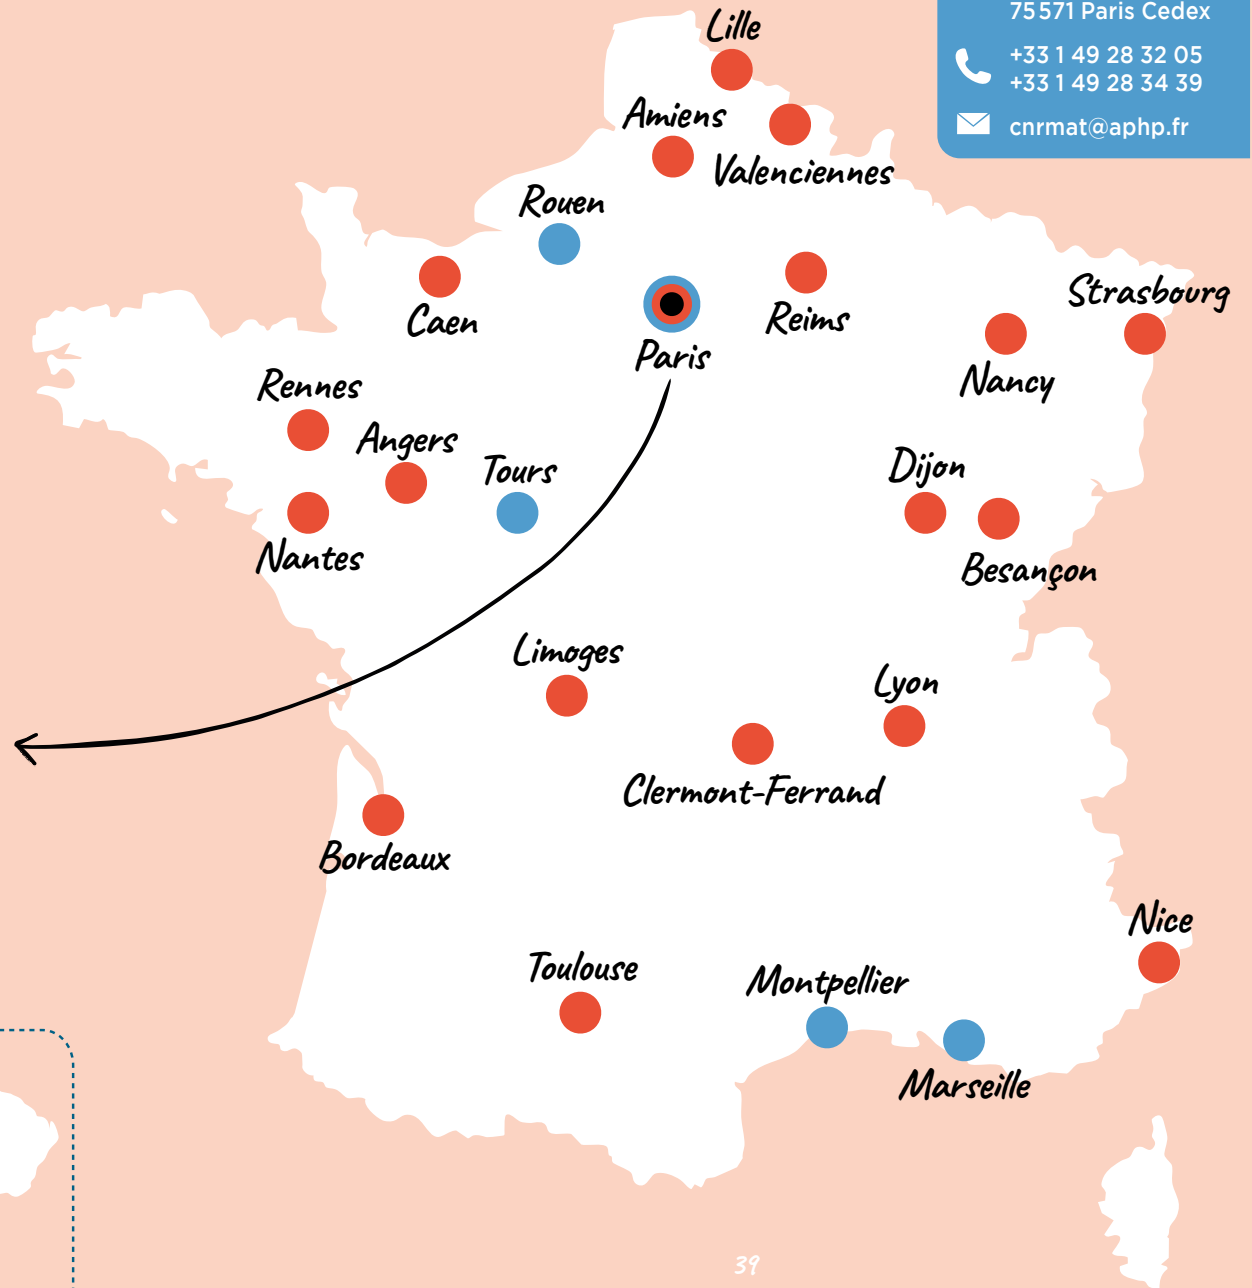 75571 Paris Cedex
+33 1 49 28 32 05
+33 1 49 28 34 39
cnrmat@aphp.fr
Lille
Amiens
Valenciennes
Rouen
Caen
Reims
Strasbourg
Paris
Nancy
Rennes
Angers
Tours
Dijon
Nantes
Besançon
Limoges
Lyon
Clermont-Ferrand
Bordeaux
Nice
Toulouse
Montpellier
Marseille
39